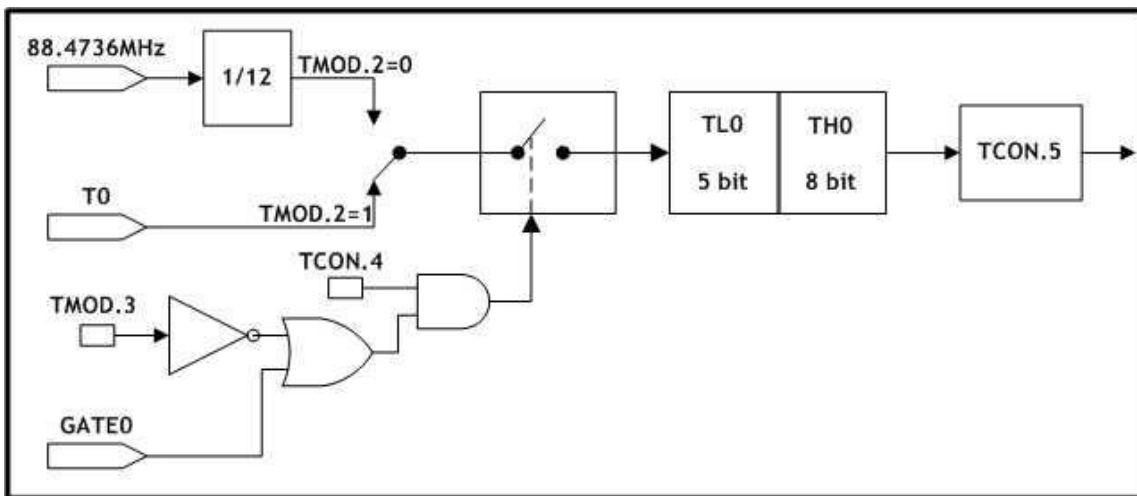 88.4736MHz
1/12
TMOD.2=0
TL0
TH0
5 bit
8 bit
TCON.5
T0
TMOD.2=1
TCON.4
TMOD.3
GATE0